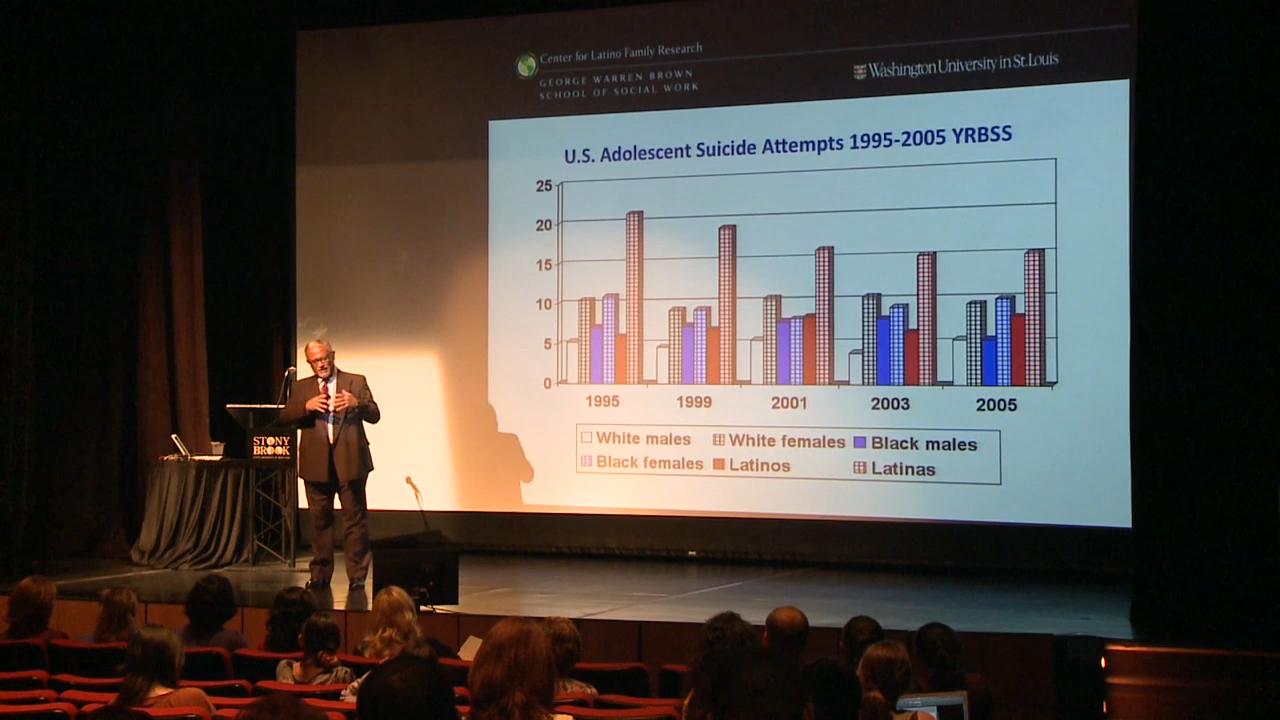 Center for Latino Family Research
GEORGE WARREN BROWN
SCHOOL OF SOCIAL WORK
Washington University in St. Louis
U.S. Adolescent Suicide Attempts 1995-2005 YRBSS
25
20
15
10
5
0
1995 1999 2001 2003 2005
White males White females Black males
Black females Latinos Latinas
STONY
BROOK